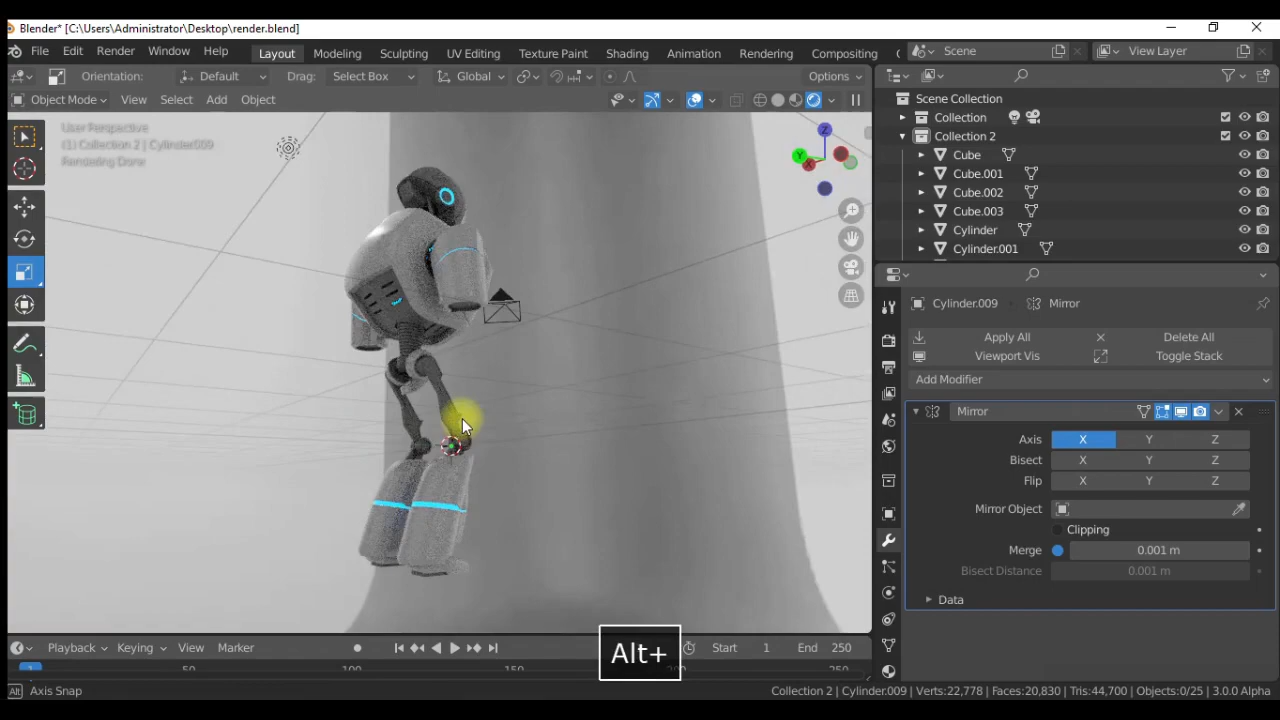 Blender* [C:\Users\Administrator\Desktop\render.blend]
File Edit Render Window Help Layout Modeling Sculpting UV Editing Texture Paint Shading Animation Rendering Compositing Scene View Layer
Orientation: Default Drag: Select Box Global Options
Object Mode View Select Add Object
User Perspective
(1) Collection 2 | Cylinder.009
Rendering Done
Z
Y
X
Scene Collection
Collection
Collection 2
Cube
Cube.001
Cube.002
Cube.003
Cylinder
Cylinder.001
Cylinder.009 Mirror
Apply All Delete All
Viewport Vis Toggle Stack
Add Modifier
Mirror
Axis X Y Z
Bisect X Y Z
Flip X Y Z
Mirror Object
Clipping
Merge 0.001 m
Bisect Distance 0.001 m
Data
Alt+
Playback Keying View Marker Start 1 End 250
1 50 100 150 250
Alt Axis Snap Collection 2 | Cylinder.009 | Verts:22,778 | Faces:20,830 | Tris:44,700 | Objects:0/25 | 3.0.0 Alpha